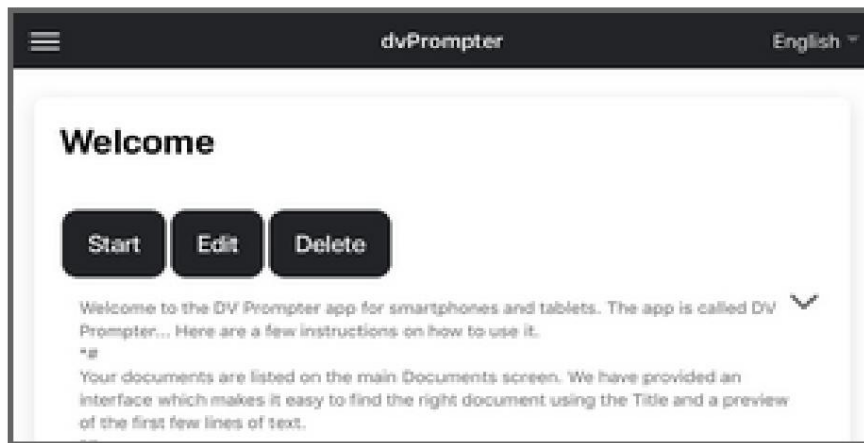 dvPrompter
English
Welcome
Start Edit Delete
Welcome to the DV Prompter app for smartphones and tablets. The app is called DV
Prompter... Here are a few instructions on how to use it.
*#
Your documents are listed on the main Documents screen. We have provided an
interface which makes it easy to find the right document using the Title and a preview
of the first few lines of text.